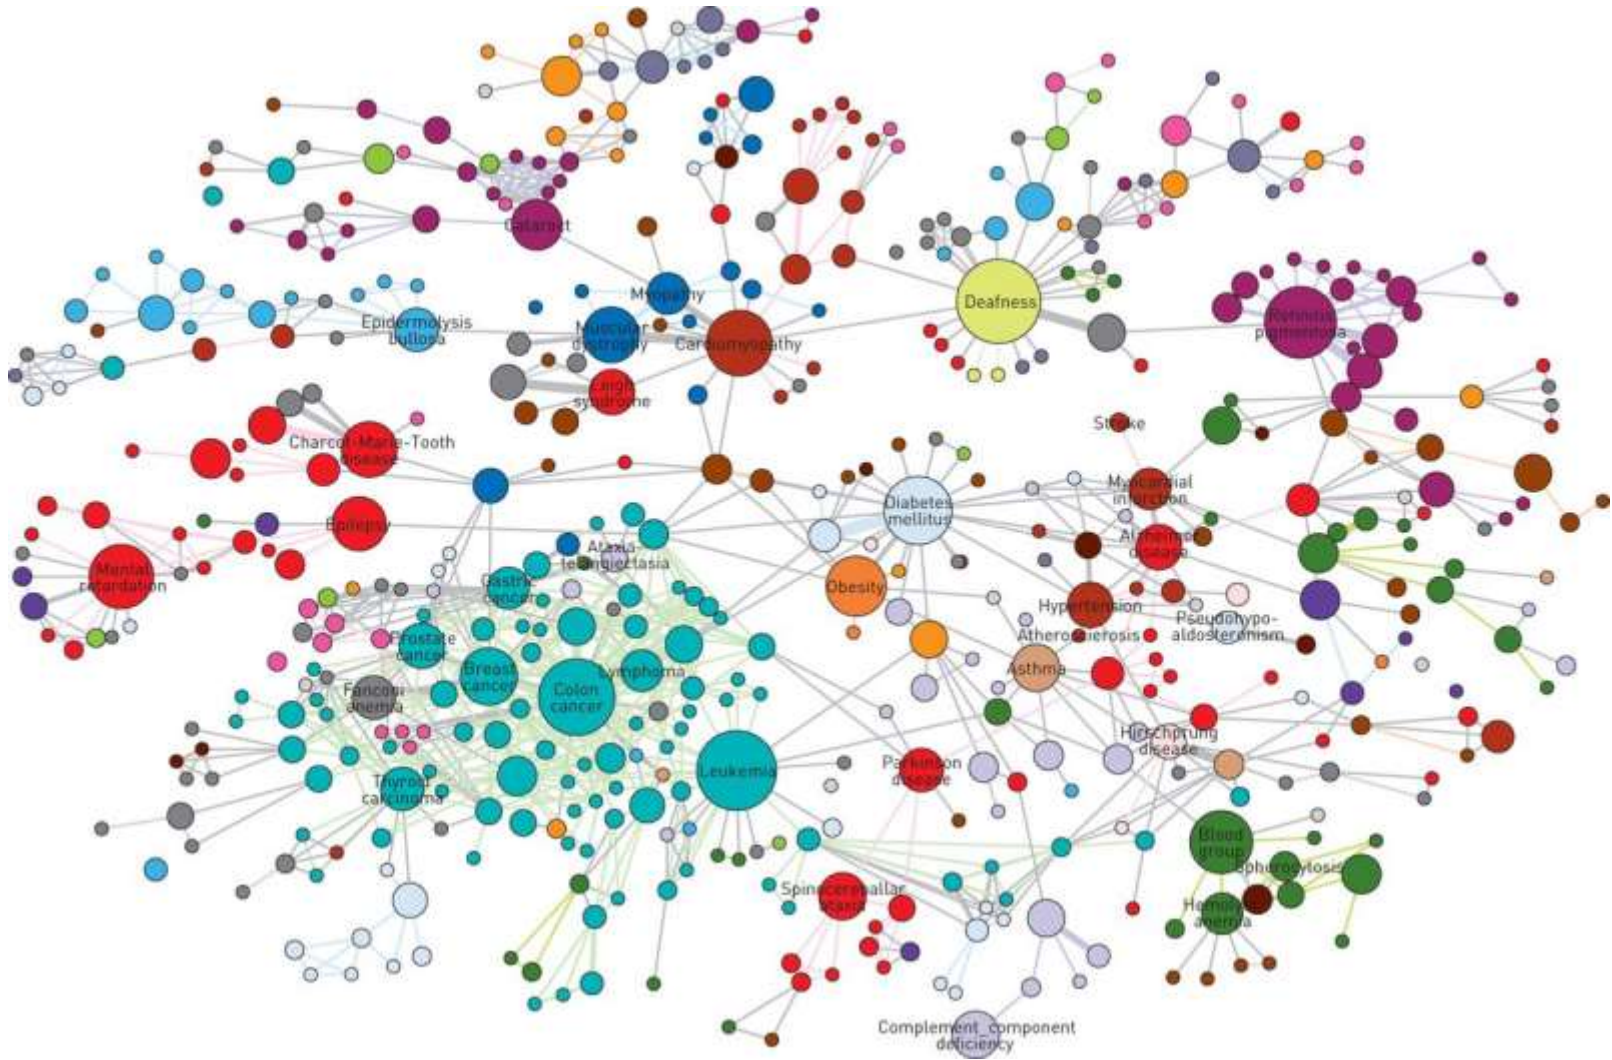 Cataract
Myopathy
Epidermolysis
bullosa
Muscular
dystrophy
Cardiomyopathy
Deafness
Retinitis
pigmentosa
Leigh
syndrome
Charcot-Marie-Tooth
disease
Stroke
Myocardial
infarction
Diabetes
mellitus
Epilepsy
Alzheimer
disease
Ataxia
telangiectasia
Mental
retardation
Gastric
cancer
Obesity
Hypertension
Pseudohypo-
aldosteronism
Atherosclerosis
Prostate
cancer
Asthma
Lymphoma
Breast
cancer
Colon
cancer
Fanconi
anemia
Hirschprung
disease
Leukemia
Parkinson
disease
Thyroid
carcinoma
Blood
group
Spherocytosis
Spinocereballar
ataxia
Hemolytic
anemia
Complement_component
deficiency